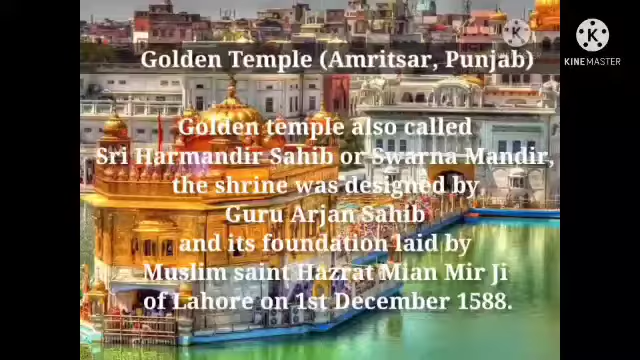 Golden Temple (Amritsar, Punjab)
K
K
KINEMASTER
Golden temple also called
Sri Harmandir Sahib or Swarna Mandir,
the shrine was designed by
Guru Arjan Sahib
and its foundation laid by
Muslim saint Hazrat Mian Mir Ji
of Lahore on 1st December 1588.